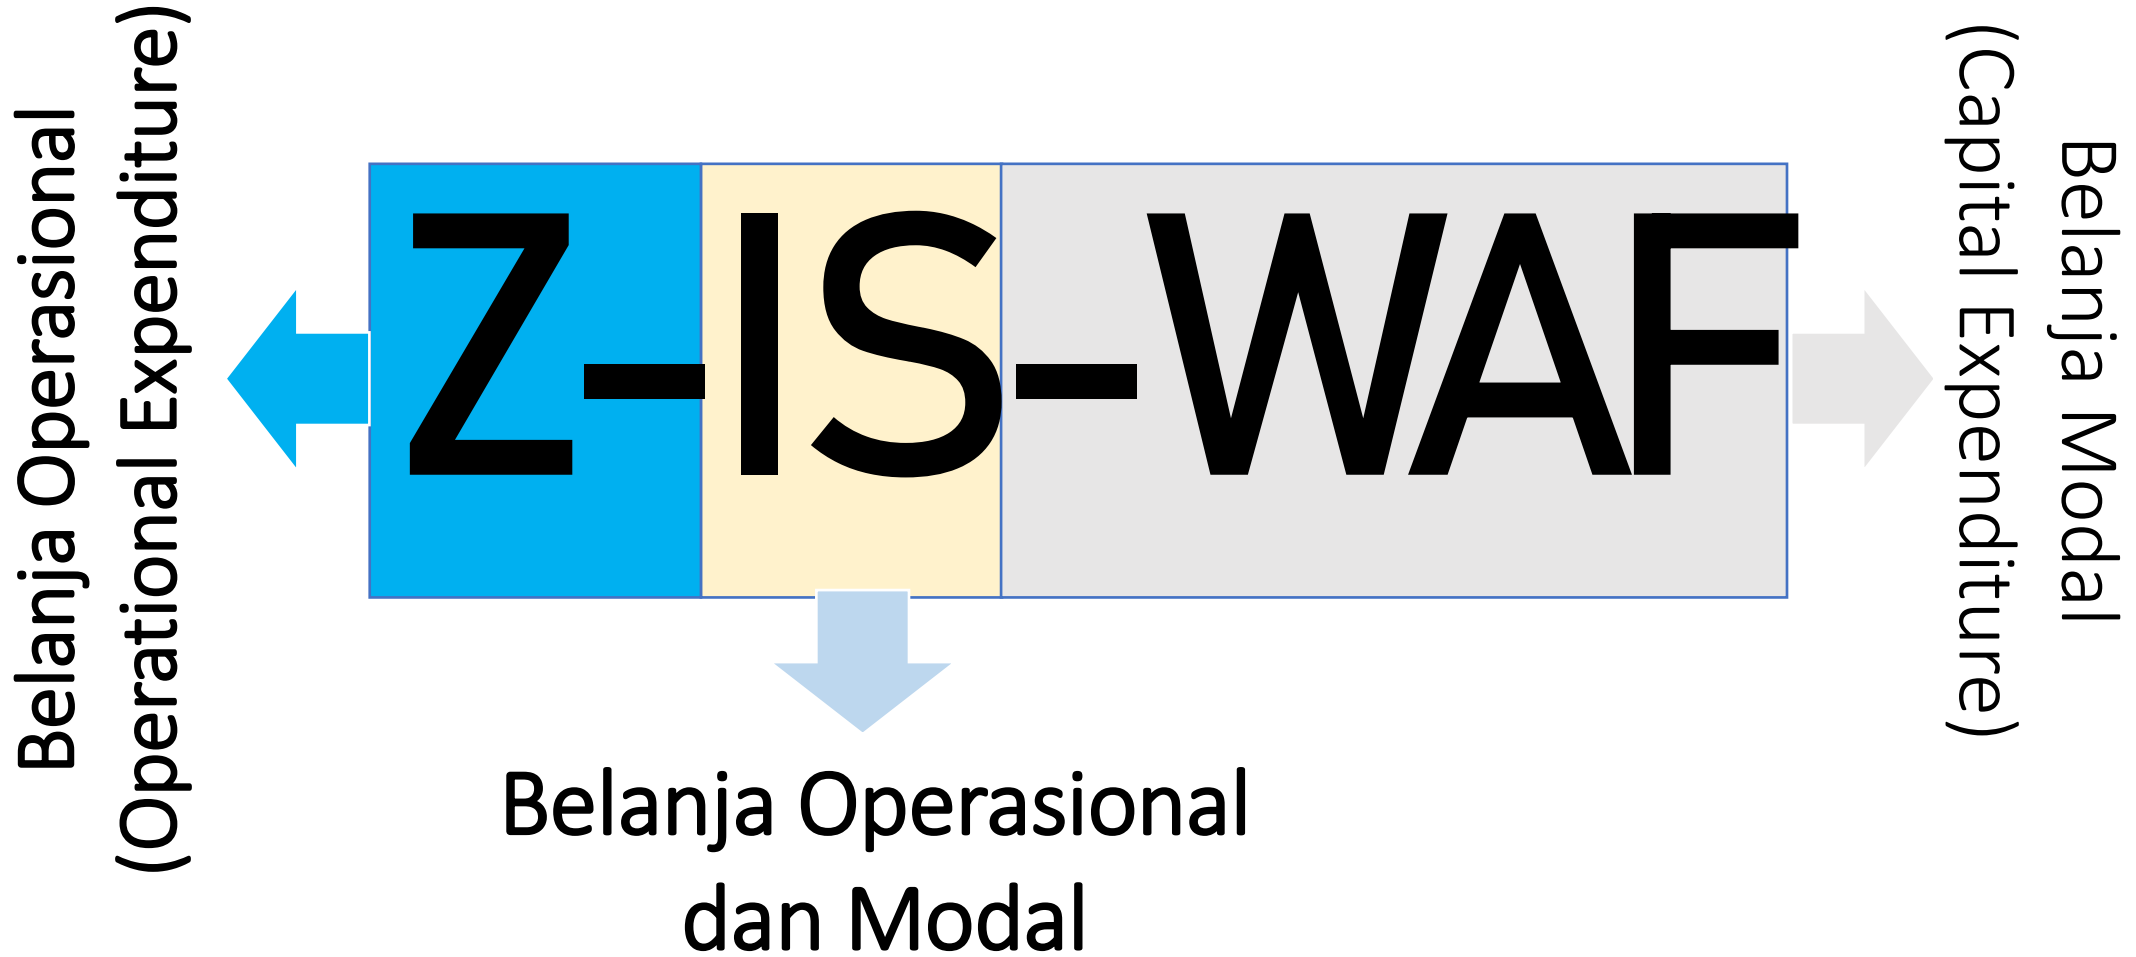 Belanja Operasional
(Operational Expenditure)
Z-IS-WAF
Belanja Modal
(Capital Expenditure)
Belanja Operasional
dan Modal